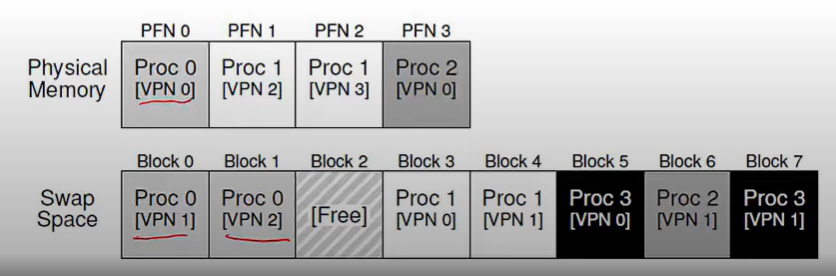 PFN 0 PFN 1 PFN 2 PFN 3
Physical Memory
Proc 0 [VPN 0]
Proc 1 [VPN 2]
Proc 1 [VPN 3]
Proc 2 [VPN 0]
Block 0 Block 1 Block 2 Block 3 Block 4 Block 5 Block 6 Block 7
Swap Space
Proc 0 [VPN 1]
Proc 0 [VPN 2]
[Free]
Proc 1 [VPN 0]
Proc 1 [VPN 1]
Proc 3 [VPN 0]
Proc 2 [VPN 1]
Proc 3 [VPN 1]